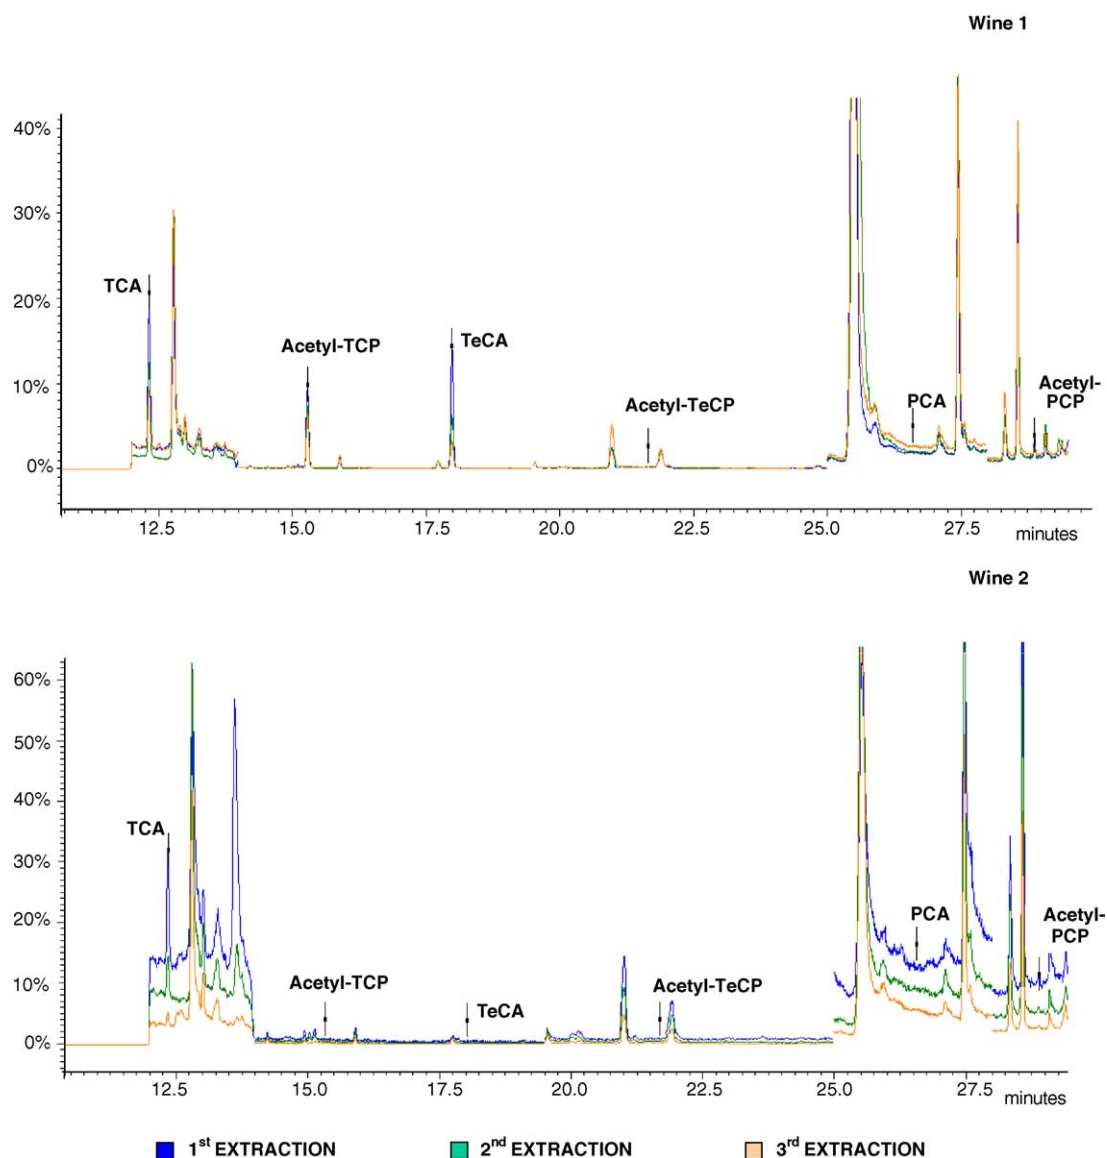 Wine 1
40%
30%
20%
10%
0%
TCA
Acetyl-TCP
TeCA
Acetyl-TeCP
PCA
Acetyl-
PCP
12.5 15.0 17.5 20.0 22.5 25.0 27.5
minutes
Wine 2
60%
50%
40%
30%
20%
10%
0%
TCA
Acetyl-TCP
TeCA
Acetyl-TeCP
PCA
Acetyl-
PCP
12.5 15.0 17.5 20.0 22.5 25.0 27.5
minutes
1st EXTRACTION 2nd EXTRACTION 3rd EXTRACTION